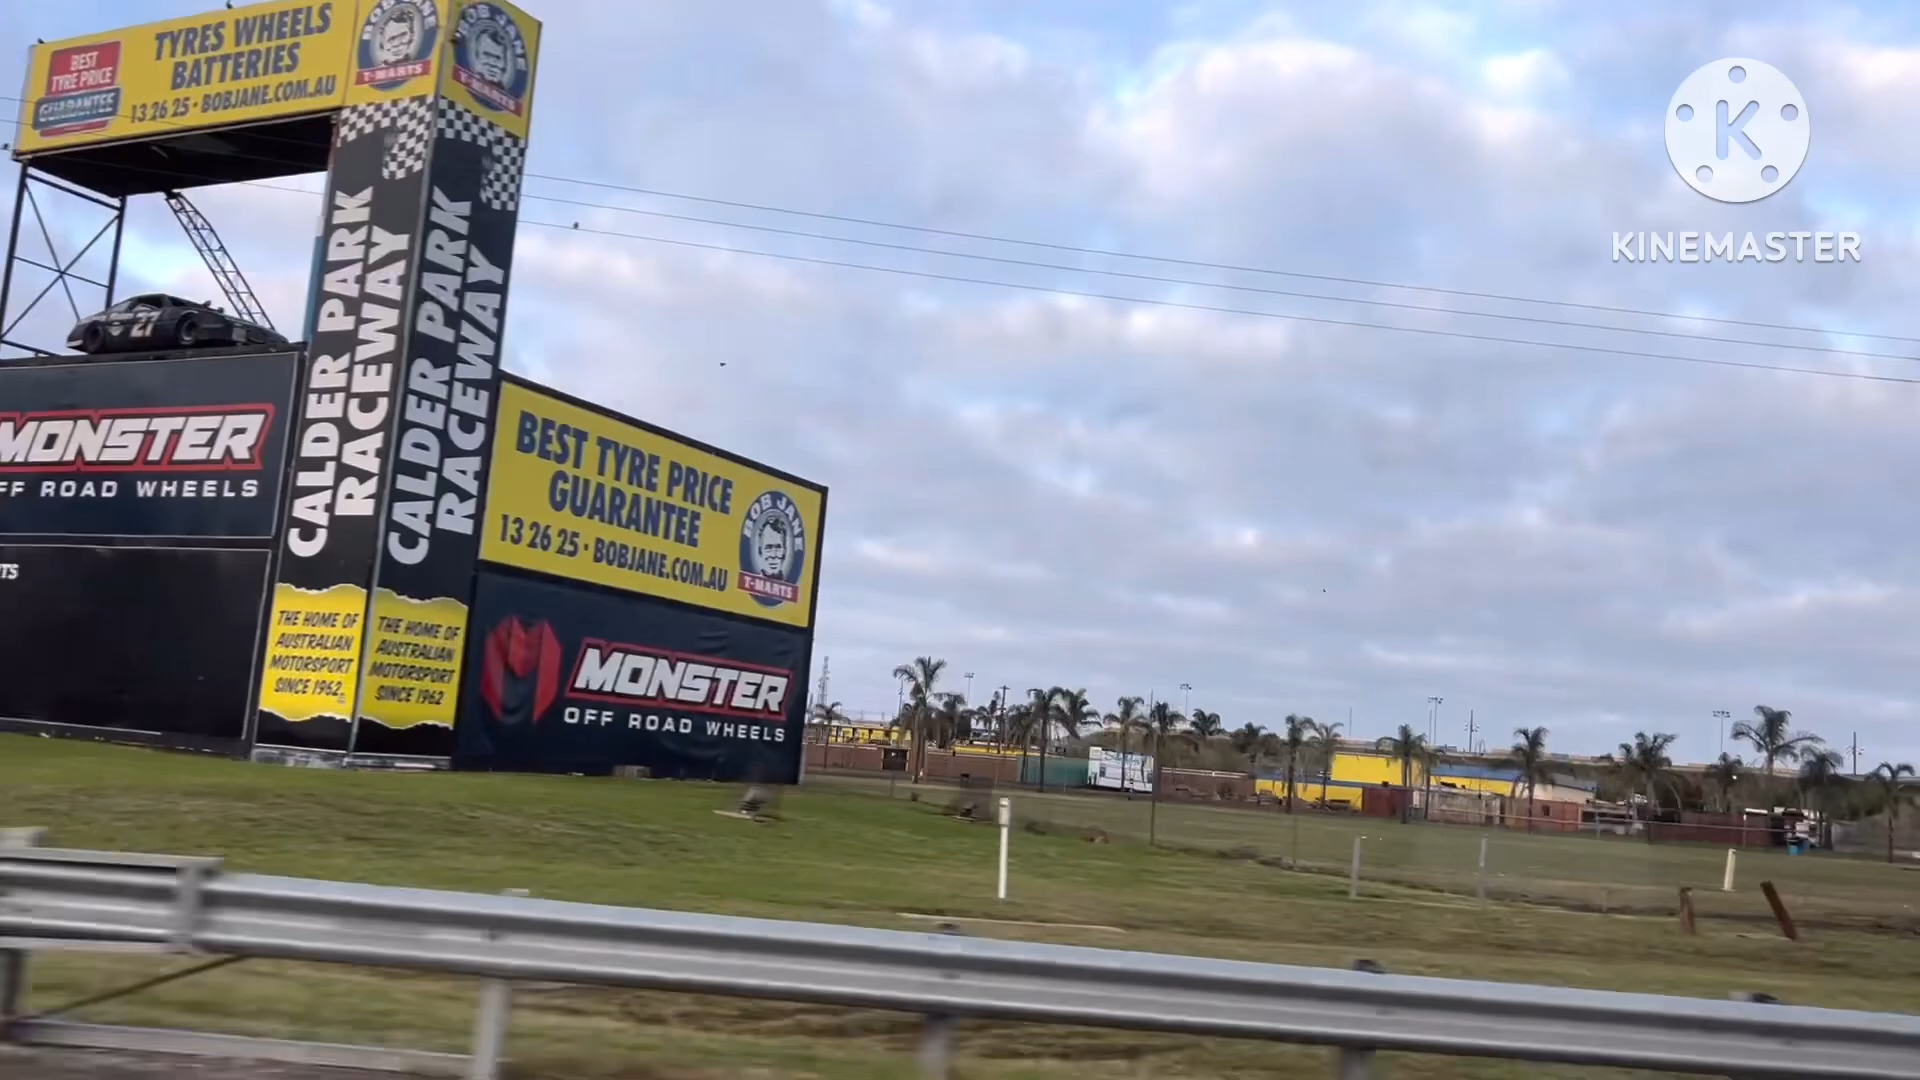 BEST
TYRE PRICE
GUARANTEE
TYRES WHEELS
BATTERIES
13 26 25 · BOBJANE.COM.AU
BOB JANE
T-MARTS
BOB JANE
T-MARTS
KINEMASTER
27
CALDER PARK
RACEWAY
CALDER PARK
RACEWAY
MONSTER
FF ROAD WHEELS
TS
BEST TYRE PRICE
GUARANTEE
13 26 25 · BOBJANE.COM.AU
BOB JANE
T-MARTS
THE HOME OF
AUSTRALIAN
MOTORSPORT
SINCE 1962
THE HOME OF
AUSTRALIAN
MOTORSPORT
SINCE 1962
MONSTER
OFF ROAD WHEELS